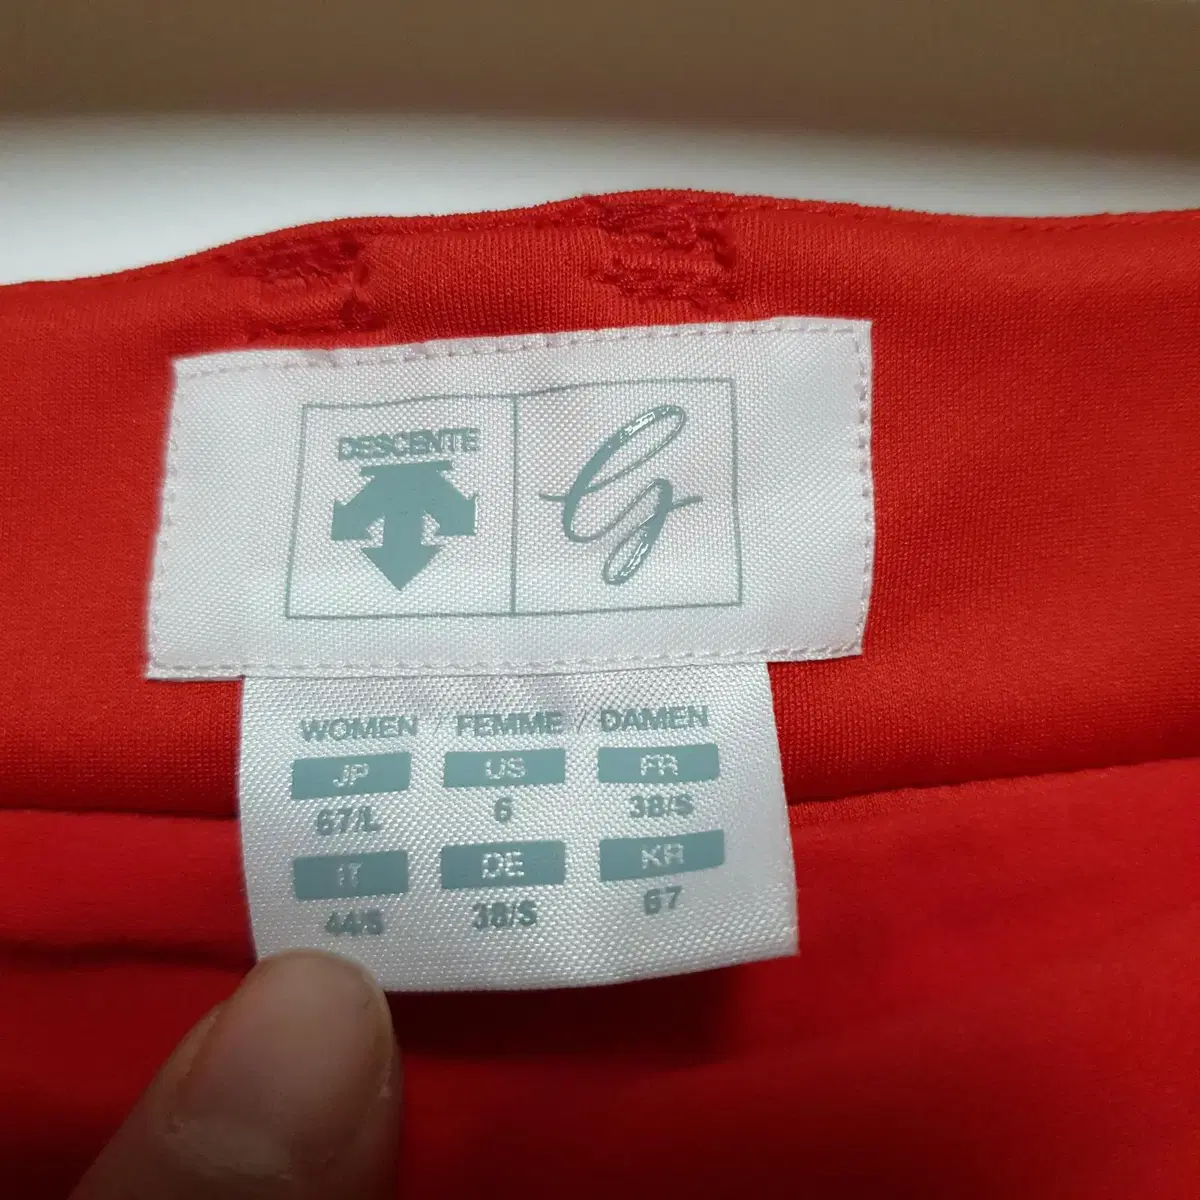 DESCENTE
G
WOMEN / FEMME / DAMEN
JP US FR
67/L 6 38/S
IT DE KR
44/S 38/S 67